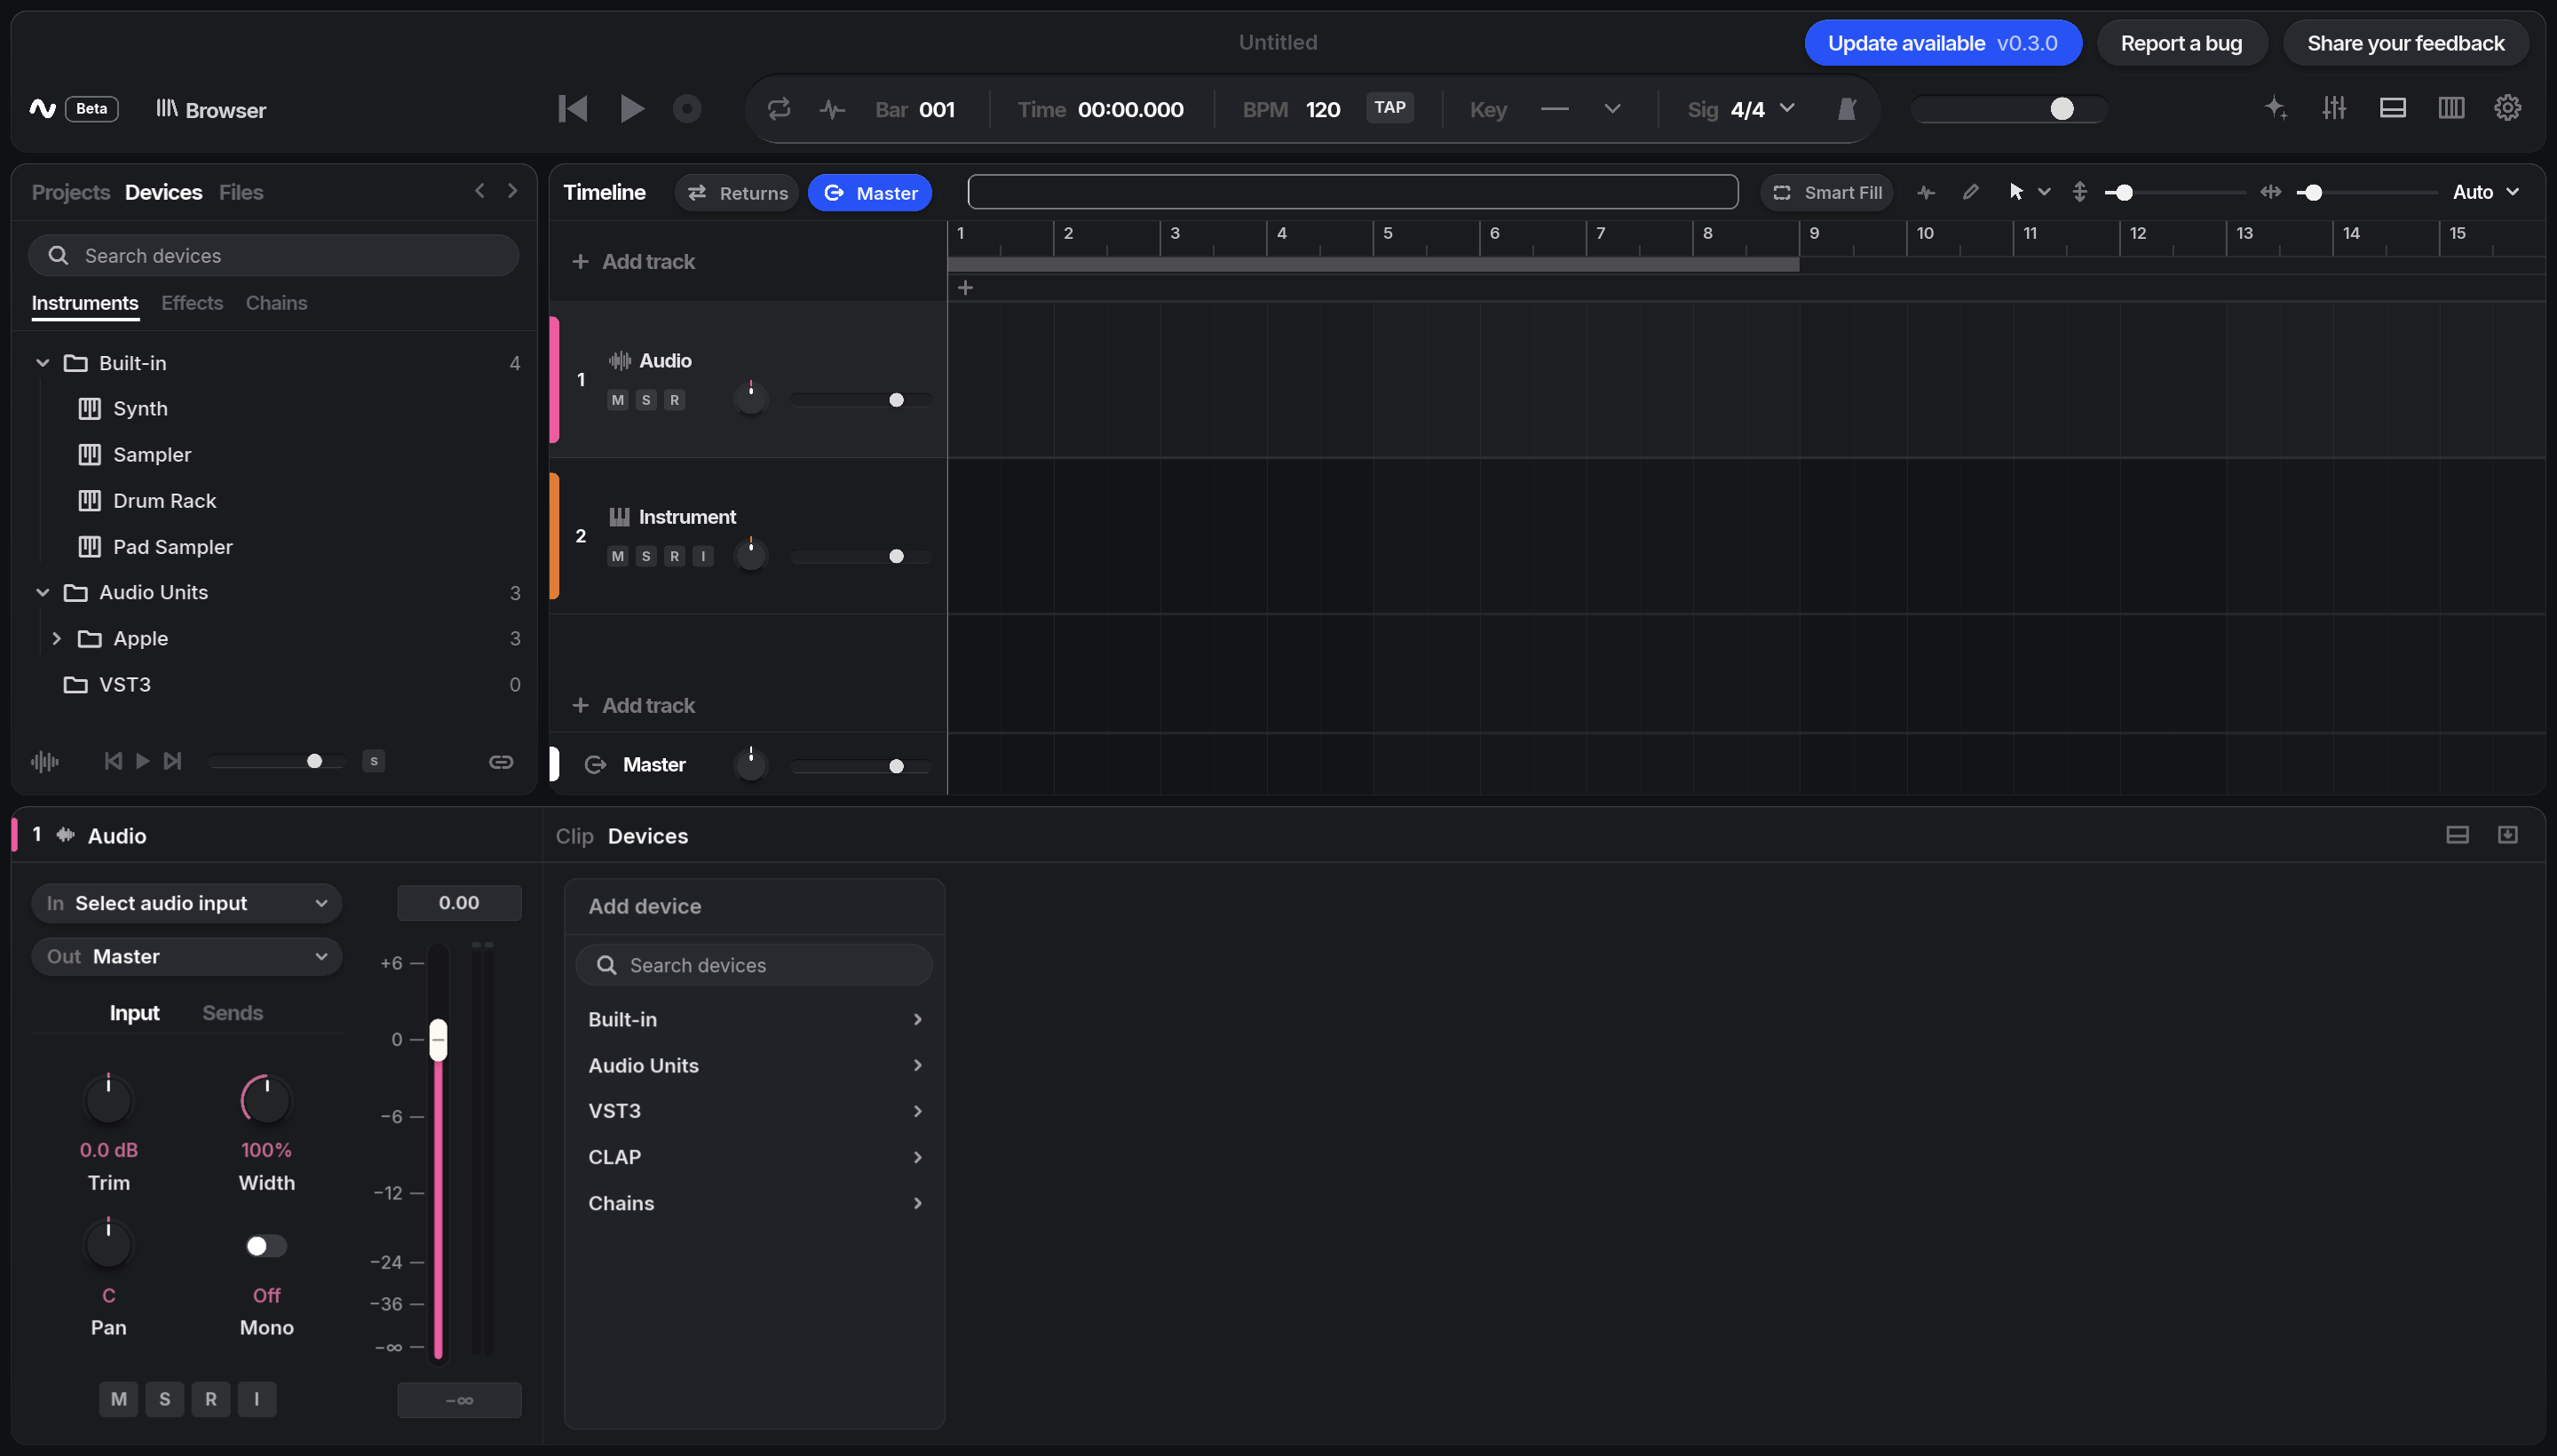 Untitled
Update available v0.3.0
Report a bug
Share your feedback
Beta
Browser
Bar 001
Time 00:00.000
BPM 120 TAP
Key —
Sig 4/4
Projects Devices Files
Search devices
Instruments Effects Chains
Built-in 4
Synth
Sampler
Drum Rack
Pad Sampler
Audio Units 3
Apple 3
VST3 0
S
Timeline Returns Master Smart Fill Auto
Add track
1 2 3 4 5 6 7 8 9 10 11 12 13 14 15
1 Audio
M S R
2 Instrument
M S R I
Add track
Master
1 Audio
In Select audio input
Out Master
Input Sends
0.0 dB 100%
Trim Width
C Off
Pan Mono
M S R I
0.00
+6
0
−6
−12
−24
−36
−∞
−∞
Clip Devices
Add device
Search devices
Built-in
Audio Units
VST3
CLAP
Chains